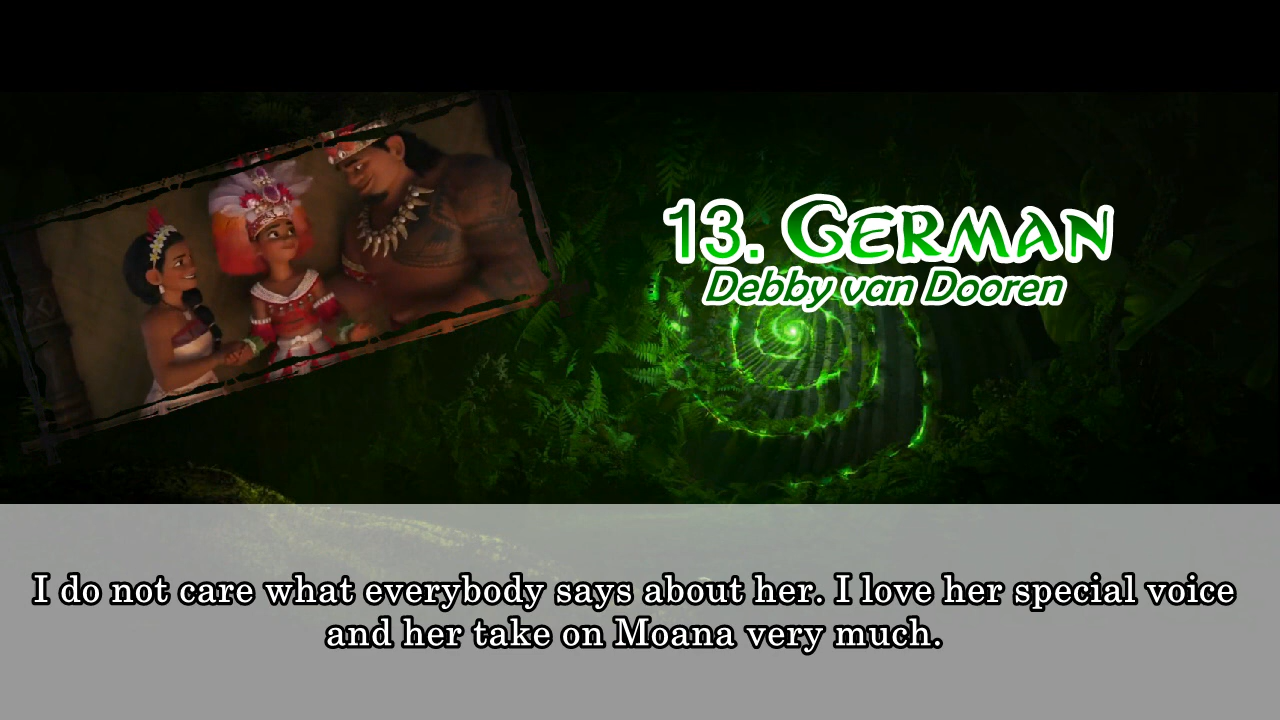 13. German
Debby van Dooren
I do not care what everybody says about her. I love her special voice
and her take on Moana very much.